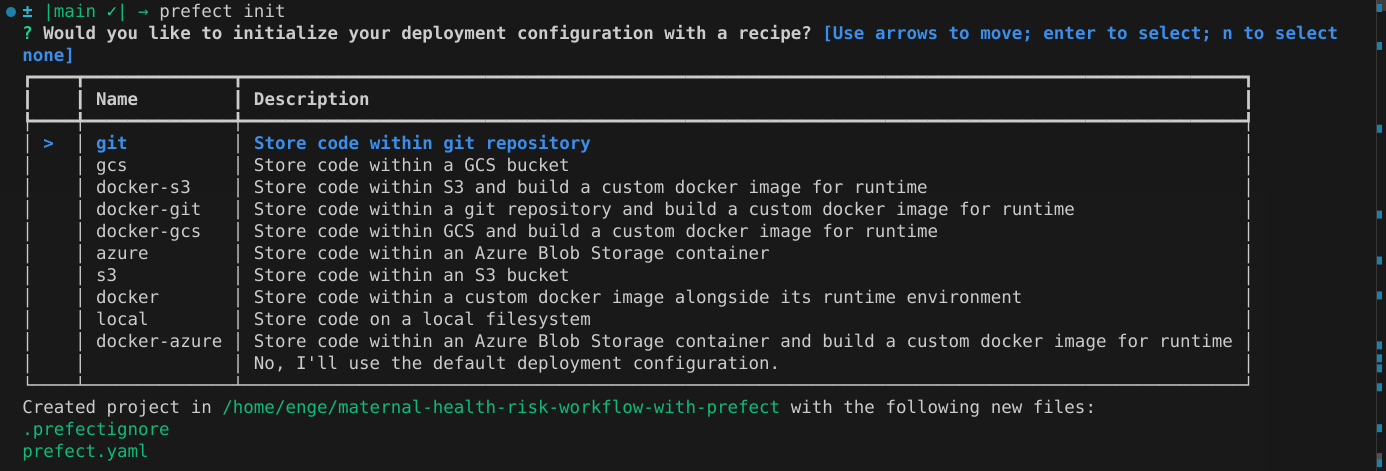 ± |main ✓| → prefect init
? Would you like to initialize your deployment configuration with a recipe? [Use arrows to move; enter to select; n to select
none]
Name Description
> git Store code within git repository
gcs Store code within a GCS bucket
docker-s3 Store code within S3 and build a custom docker image for runtime
docker-git Store code within a git repository and build a custom docker image for runtime
docker-gcs Store code within GCS and build a custom docker image for runtime
azure Store code within an Azure Blob Storage container
s3 Store code within an S3 bucket
docker Store code within a custom docker image alongside its runtime environment
local Store code on a local filesystem
docker-azure Store code within an Azure Blob Storage container and build a custom docker image for runtime
No, I'll use the default deployment configuration.
Created project in /home/enge/maternal-health-risk-workflow-with-prefect with the following new files:
.prefectignore
prefect.yaml